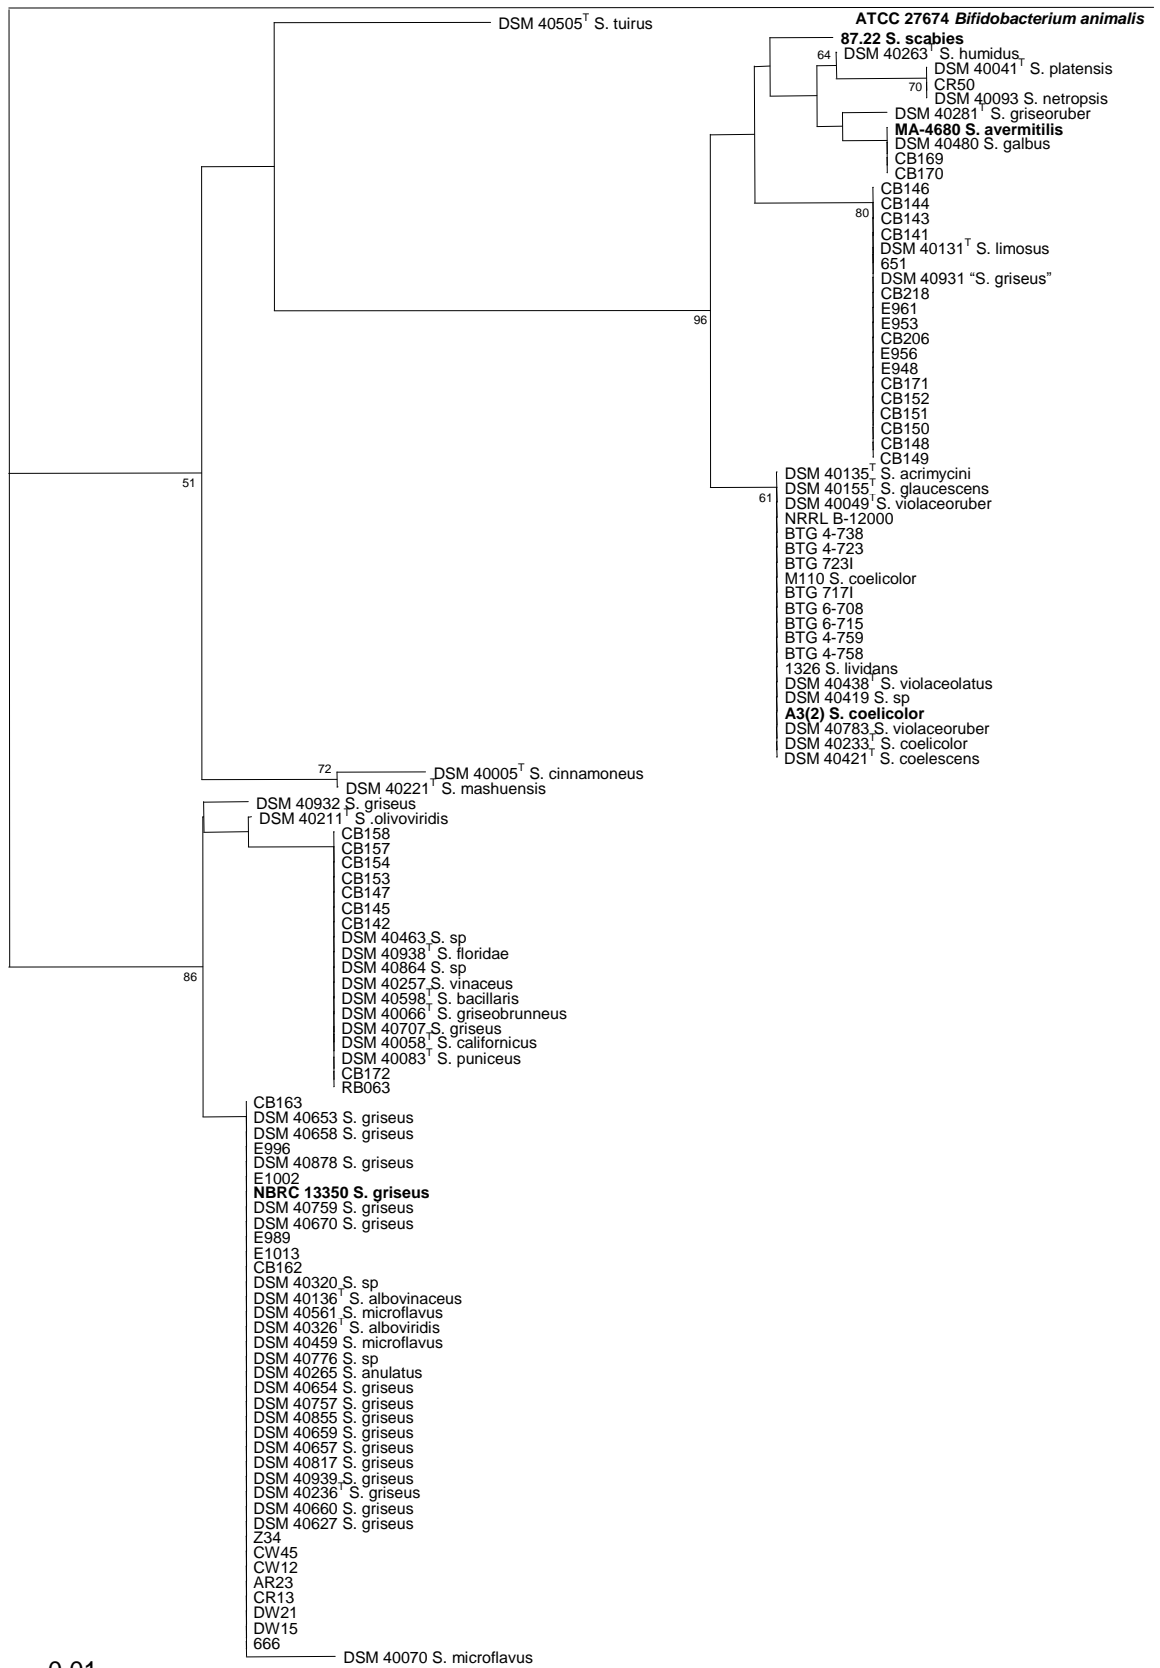 DSM 40505T S. tuirus
ATCC 27674 Bifidobacterium animalis
87.22 S. scabies
64
DSM 40263T S. humidus
DSM 40041T S. platensis
70
CR50
DSM 40093 S. netropsis
DSM 40281T S. griseoruber
MA-4680 S. avermitilis
DSM 40480 S. galbus
CB169
CB170
CB146
CB144
80
CB143
CB141
DSM 40131T S. limosus
651
DSM 40931 “S. griseus”
CB218
E961
96
E953
CB206
E956
E948
CB171
CB152
CB151
CB150
CB148
CB149
51
DSM 40135T S. acrimycini
DSM 40155T S. glaucescens
61
DSM 40049T S. violaceoruber
NRRL B-12000
BTG 4-738
BTG 4-723
BTG 723I
M110 S. coelicolor
BTG 717I
BTG 6-708
BTG 6-715
BTG 4-759
BTG 4-758
1326 S. lividans
DSM 40438T S. violaceolatus
DSM 40419 S. sp
A3(2) S. coelicolor
DSM 40783 S. violaceoruber
DSM 40233T S. coelicolor
DSM 40421T S. coelescens
72
DSM 40005T S. cinnamoneus
DSM 40221T S. mashuensis
DSM 40932 S. griseus
DSM 40211T S .olivoviridis
CB158
CB157
CB154
CB153
CB147
CB145
CB142
DSM 40463 S. sp
DSM 40938T S. floridae
DSM 40864 S. sp
86
DSM 40257 S. vinaceus
DSM 40598T S. bacillaris
DSM 40066T S. griseobrunneus
DSM 40707 S. griseus
DSM 40058T S. californicus
DSM 40083T S. puniceus
CB172
RB063
CB163
DSM 40653 S. griseus
DSM 40658 S. griseus
E996
DSM 40878 S. griseus
E1002
NBRC 13350 S. griseus
DSM 40759 S. griseus
DSM 40670 S. griseus
E989
E1013
CB162
DSM 40320 S. sp
DSM 40136T S. albovinaceus
DSM 40561 S. microflavus
DSM 40326T S. alboviridis
DSM 40459 S. microflavus
DSM 40776 S. sp
DSM 40265 S. anulatus
DSM 40654 S. griseus
DSM 40757 S. griseus
DSM 40855 S. griseus
DSM 40659 S. griseus
DSM 40657 S. griseus
DSM 40817 S. griseus
DSM 40939 S. griseus
DSM 40236T S. griseus
DSM 40660 S. griseus
DSM 40627 S. griseus
Z34
CW45
CW12
AR23
CR13
DW21
DW15
666
DSM 40070 S. microflavus
0.01